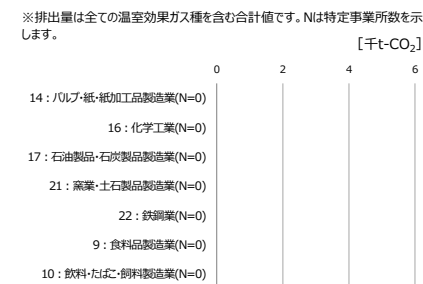 ※排出量は全ての温室効果ガス種を含む合計値です。Nは特定事業所数を示
します。
[千t-CO₂]
0 2 4 6
14：パルプ・紙・紙加工品製造業(N=0)
16：化学工業(N=0)
17：石油製品・石炭製品製造業(N=0)
21：窯業・土石製品製造業(N=0)
22：鉄鋼業(N=0)
9：食料品製造業(N=0)
10：飲料・たばこ・飼料製造業(N=0)